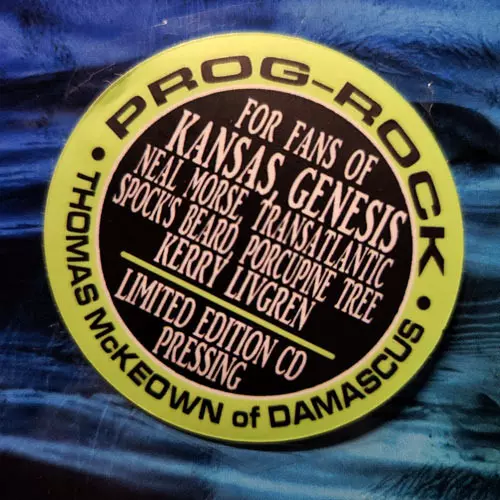 PROG-ROCK
FOR FANS OF
KANSAS, GENESIS
NEAL MORSE, TRANSATLANTIC
SPOCK'S BEARD, PORCUPINE TREE
KERRY LIVGREN
LIMITED EDITION CD
PRESSING
• THOMAS McKEOWN of DAMASCUS •